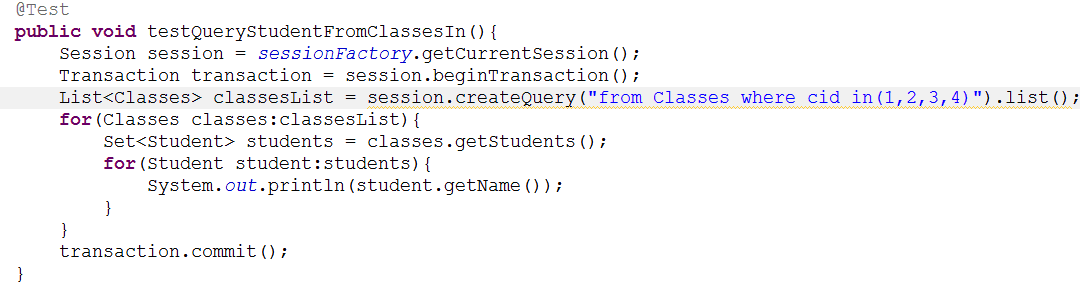 @Test
public void testQueryStudentFromClassesIn(){
    Session session = sessionFactory.getCurrentSession();
    Transaction transaction = session.beginTransaction();
    List<Classes> classesList = session.createQuery("from Classes where cid in(1,2,3,4)").list();
    for(Classes classes:classesList){
        Set<Student> students = classes.getStudents();
        for(Student student:students){
            System.out.println(student.getName());
        }
    }
    transaction.commit();
}